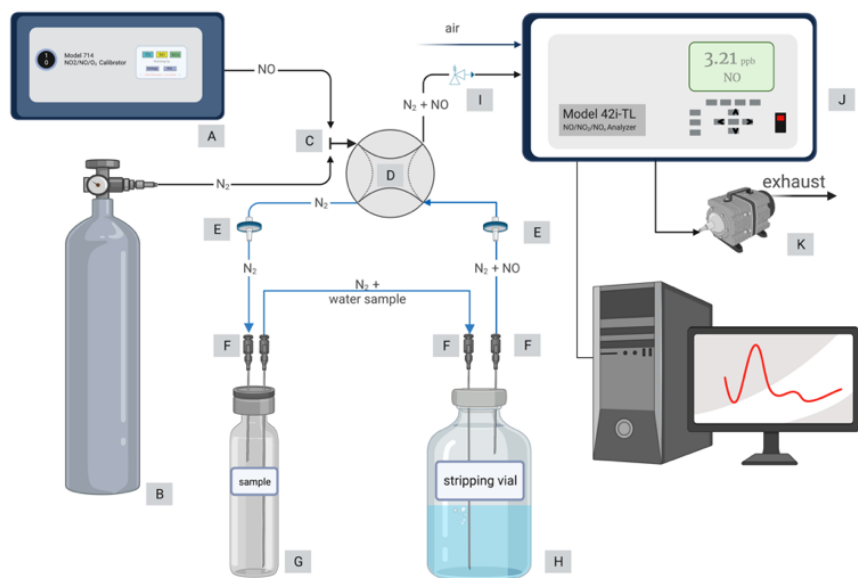 Model 714
NO2/NO/O₃ Calibrator
A
NO
air
N₂ + NO
I
3.21 ppb
NO
Model 42i-TL
NO/NO₂/NOₓ Analyzer
J
C
D
N₂
N₂
E
E
exhaust
K
N₂
N₂ + NO
N₂ +
water sample
F
F
F
sample
stripping vial
B
G
H